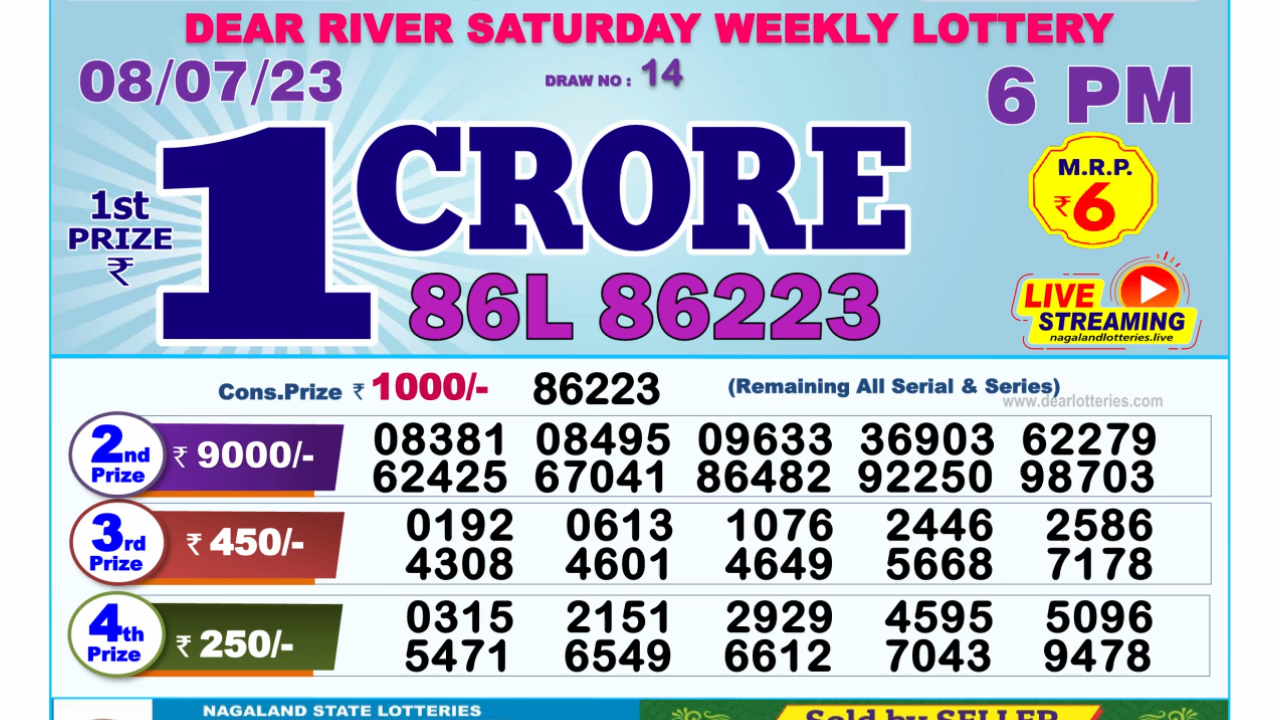 DEAR RIVER SATURDAY WEEKLY LOTTERY
08/07/23
DRAW NO : 14
6 PM
1st
PRIZE
₹
1 CRORE
M.R.P.
₹6
86L 86223
LIVE
STREAMING
nagalandlotteries.live
Cons.Prize ₹ 1000/- 86223 (Remaining All Serial & Series)
www.dearlotteries.com
2nd Prize ₹ 9000/-
08381 08495 09633 36903 62279
62425 67041 86482 92250 98703
3rd Prize ₹ 450/-
0192 0613 1076 2446 2586
4308 4601 4649 5668 7178
4th Prize ₹ 250/-
0315 2151 2929 4595 5096
5471 6549 6612 7043 9478
NAGALAND STATE LOTTERIES
Sold by SELLER